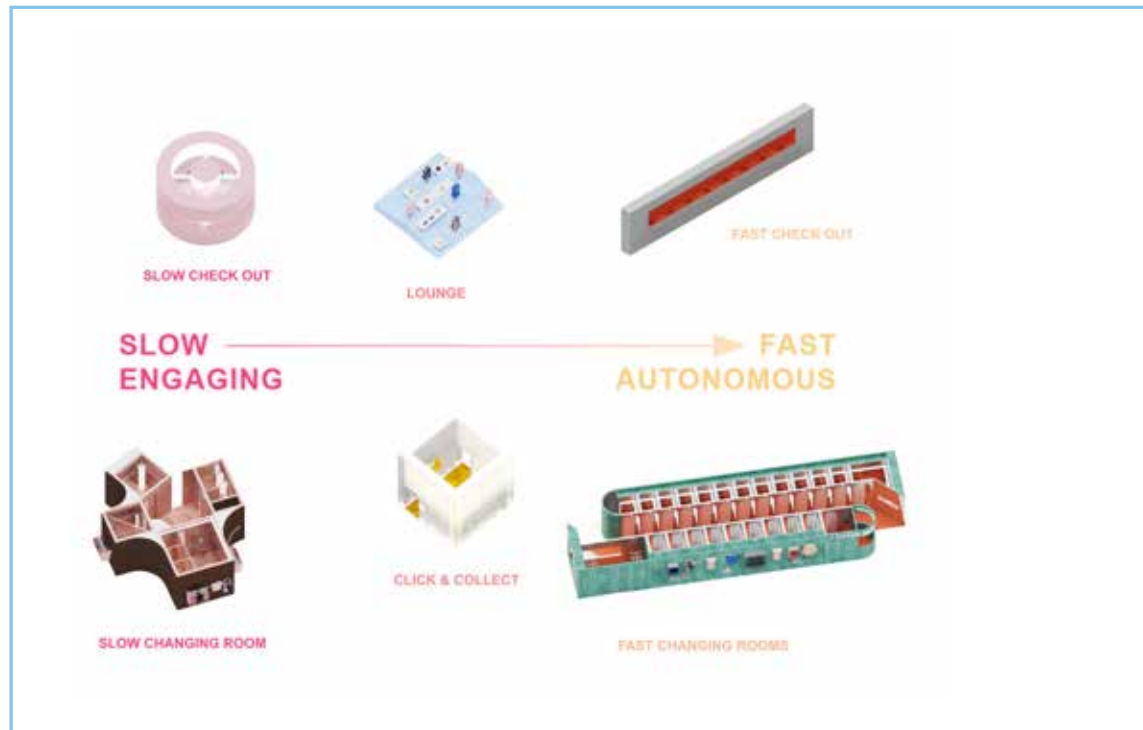 SLOW CHECK OUT
LOUNGE
FAST CHECK OUT
SLOW
ENGAGING
FAST
AUTONOMOUS
CLICK & COLLECT
SLOW CHANGING ROOM
FAST CHANGING ROOMS